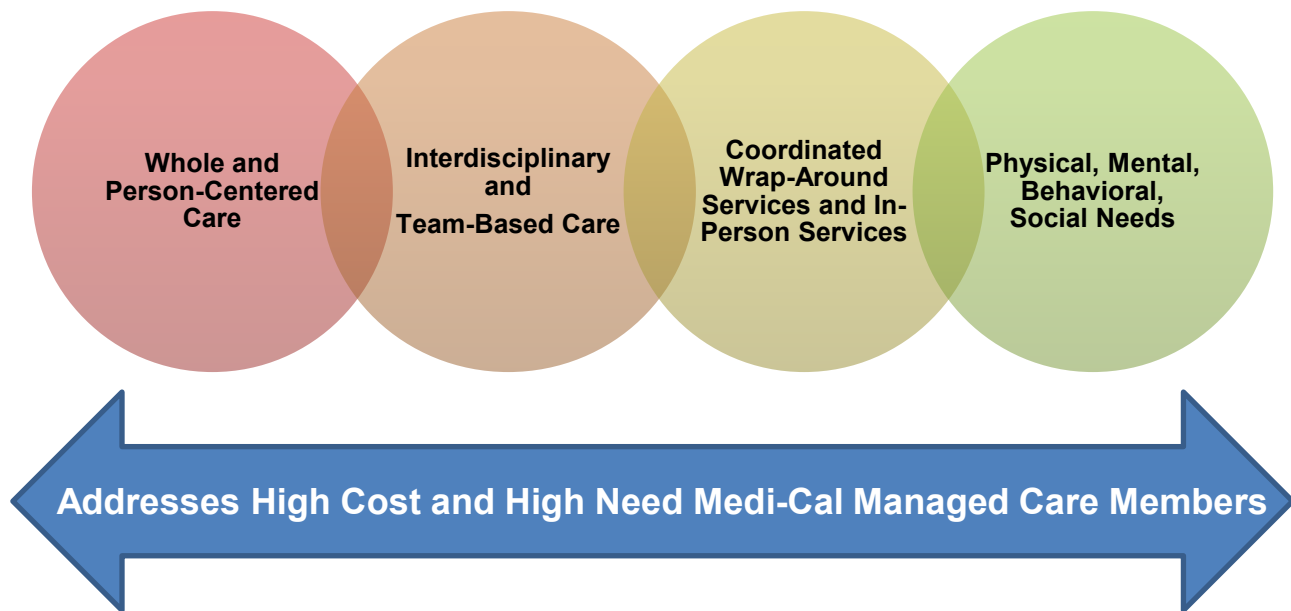 Whole and
Person-Centered
Care
Interdisciplinary
and
Team-Based Care
Coordinated
Wrap-Around
Services and In-
Person Services
Physical, Mental,
Behavioral,
Social Needs
Addresses High Cost and High Need Medi-Cal Managed Care Members